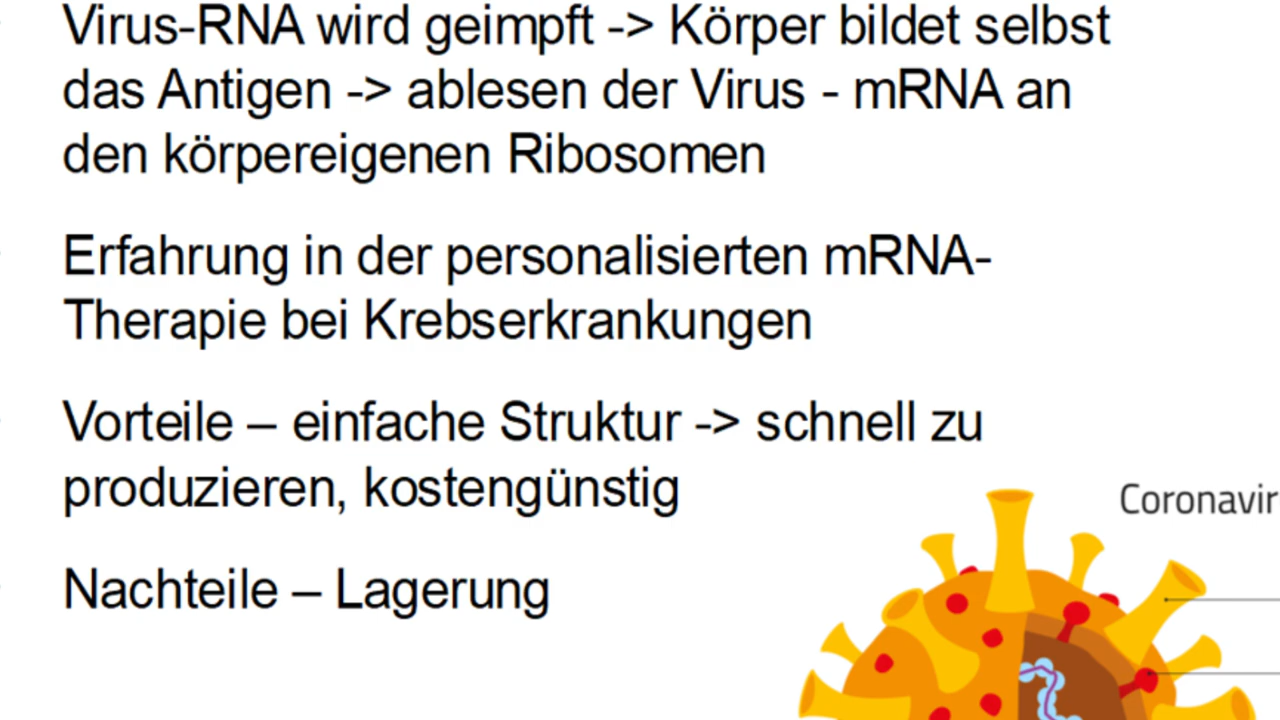 Virus-RNA wird geimpft -> Körper bildet selbst
das Antigen -> ablesen der Virus - mRNA an
den körpereigenen Ribosomen
Erfahrung in der personalisierten mRNA-
Therapie bei Krebserkrankungen
Vorteile – einfache Struktur -> schnell zu
produzieren, kostengünstig
Coronavir
Nachteile – Lagerung